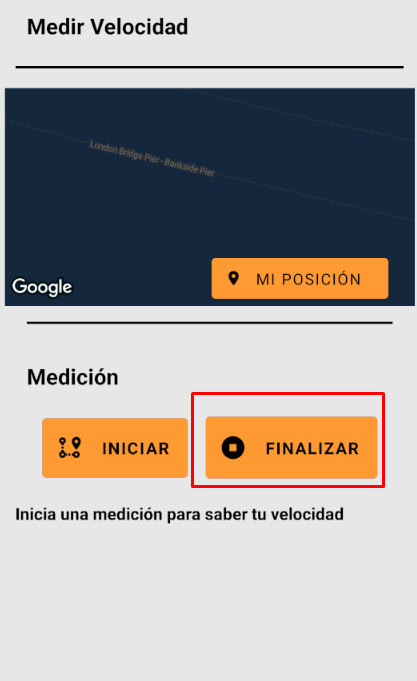 Medir Velocidad
London Bridge Pier - Bankside Pier
Google
MI POSICIÓN
Medición
INICIAR
FINALIZAR
Inicia una medición para saber tu velocidad